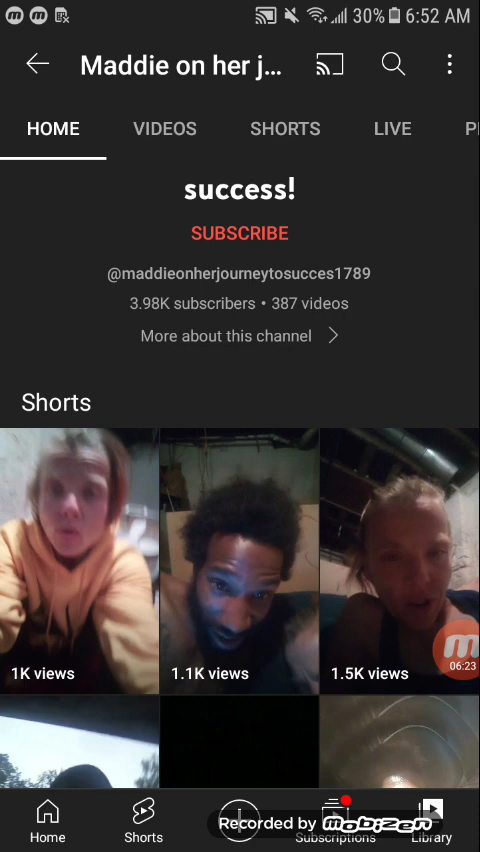 30% 6:52 AM
Maddie on her j...
HOME VIDEOS SHORTS LIVE
success!
SUBSCRIBE
@maddieonherjourneytosucces1789
3.98K subscribers • 387 videos
More about this channel
Shorts
1K views 1.1K views 1.5K views
06:23
Home Shorts Subscriptions Library
Recorded by mobizen